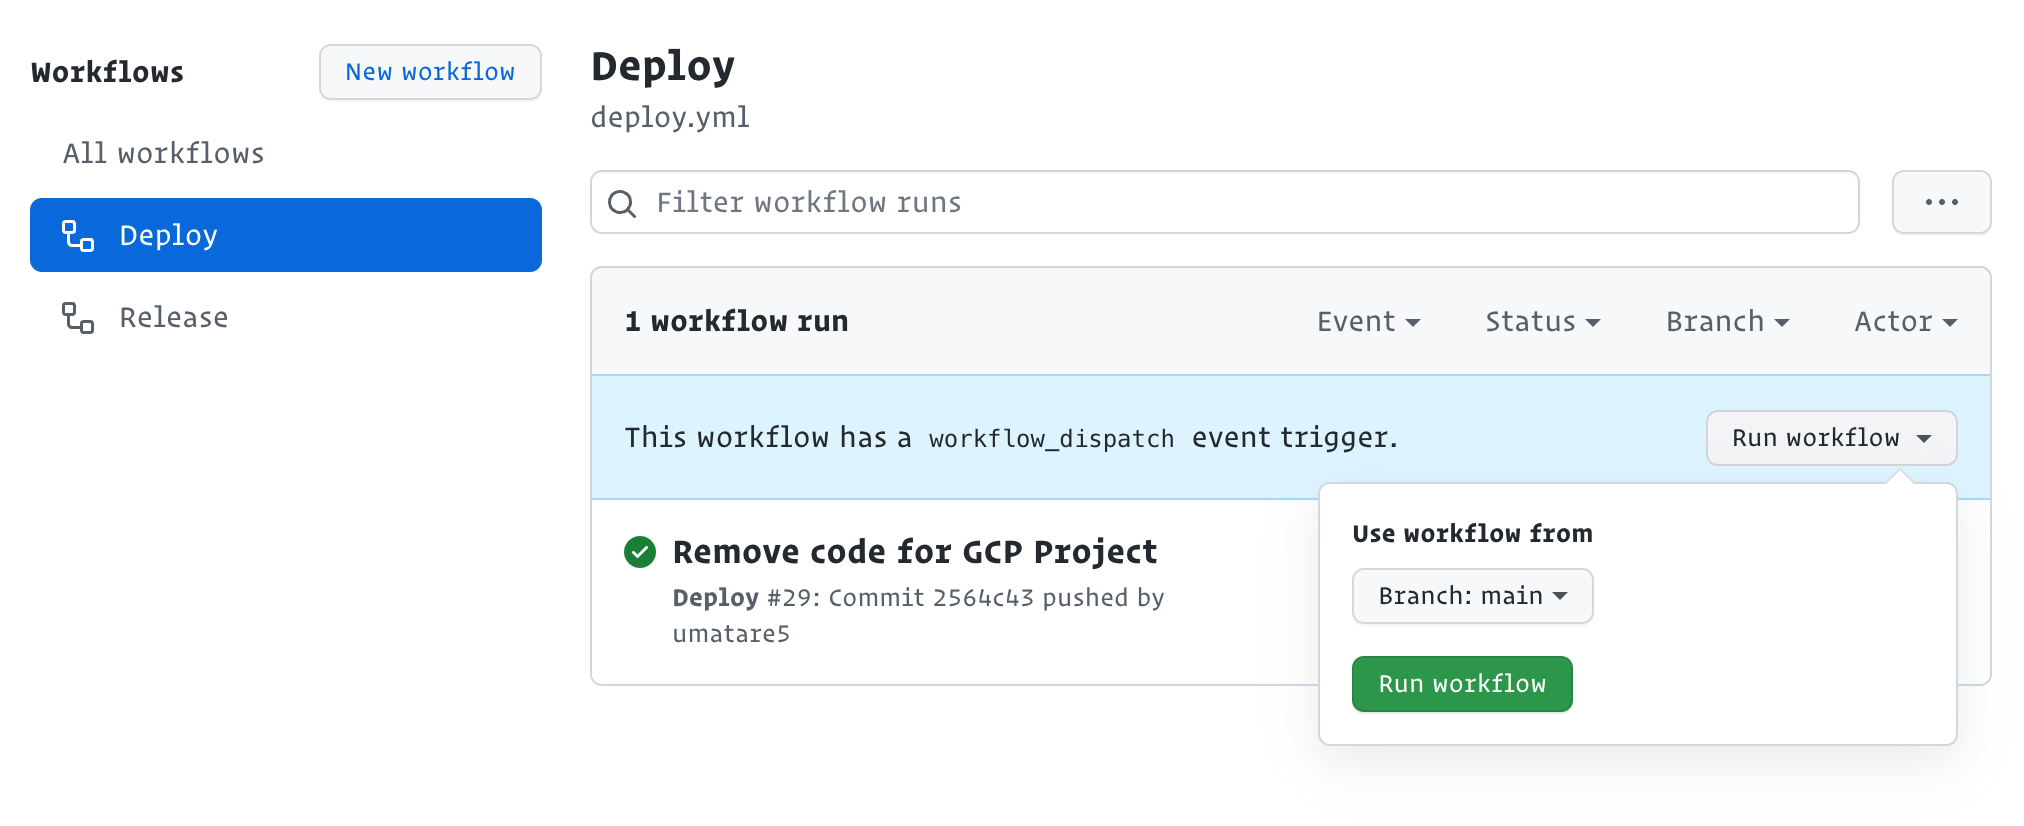 Workflows
New workflow
All workflows
Deploy
Release
Deploy
deploy.yml
Filter workflow runs
1 workflow run
Event
Status
Branch
Actor
This workflow has a workflow_dispatch event trigger.
Run workflow
Use workflow from
Branch: main
Run workflow
Remove code for GCP Project
Deploy #29: Commit 2564c43 pushed by
umatare5